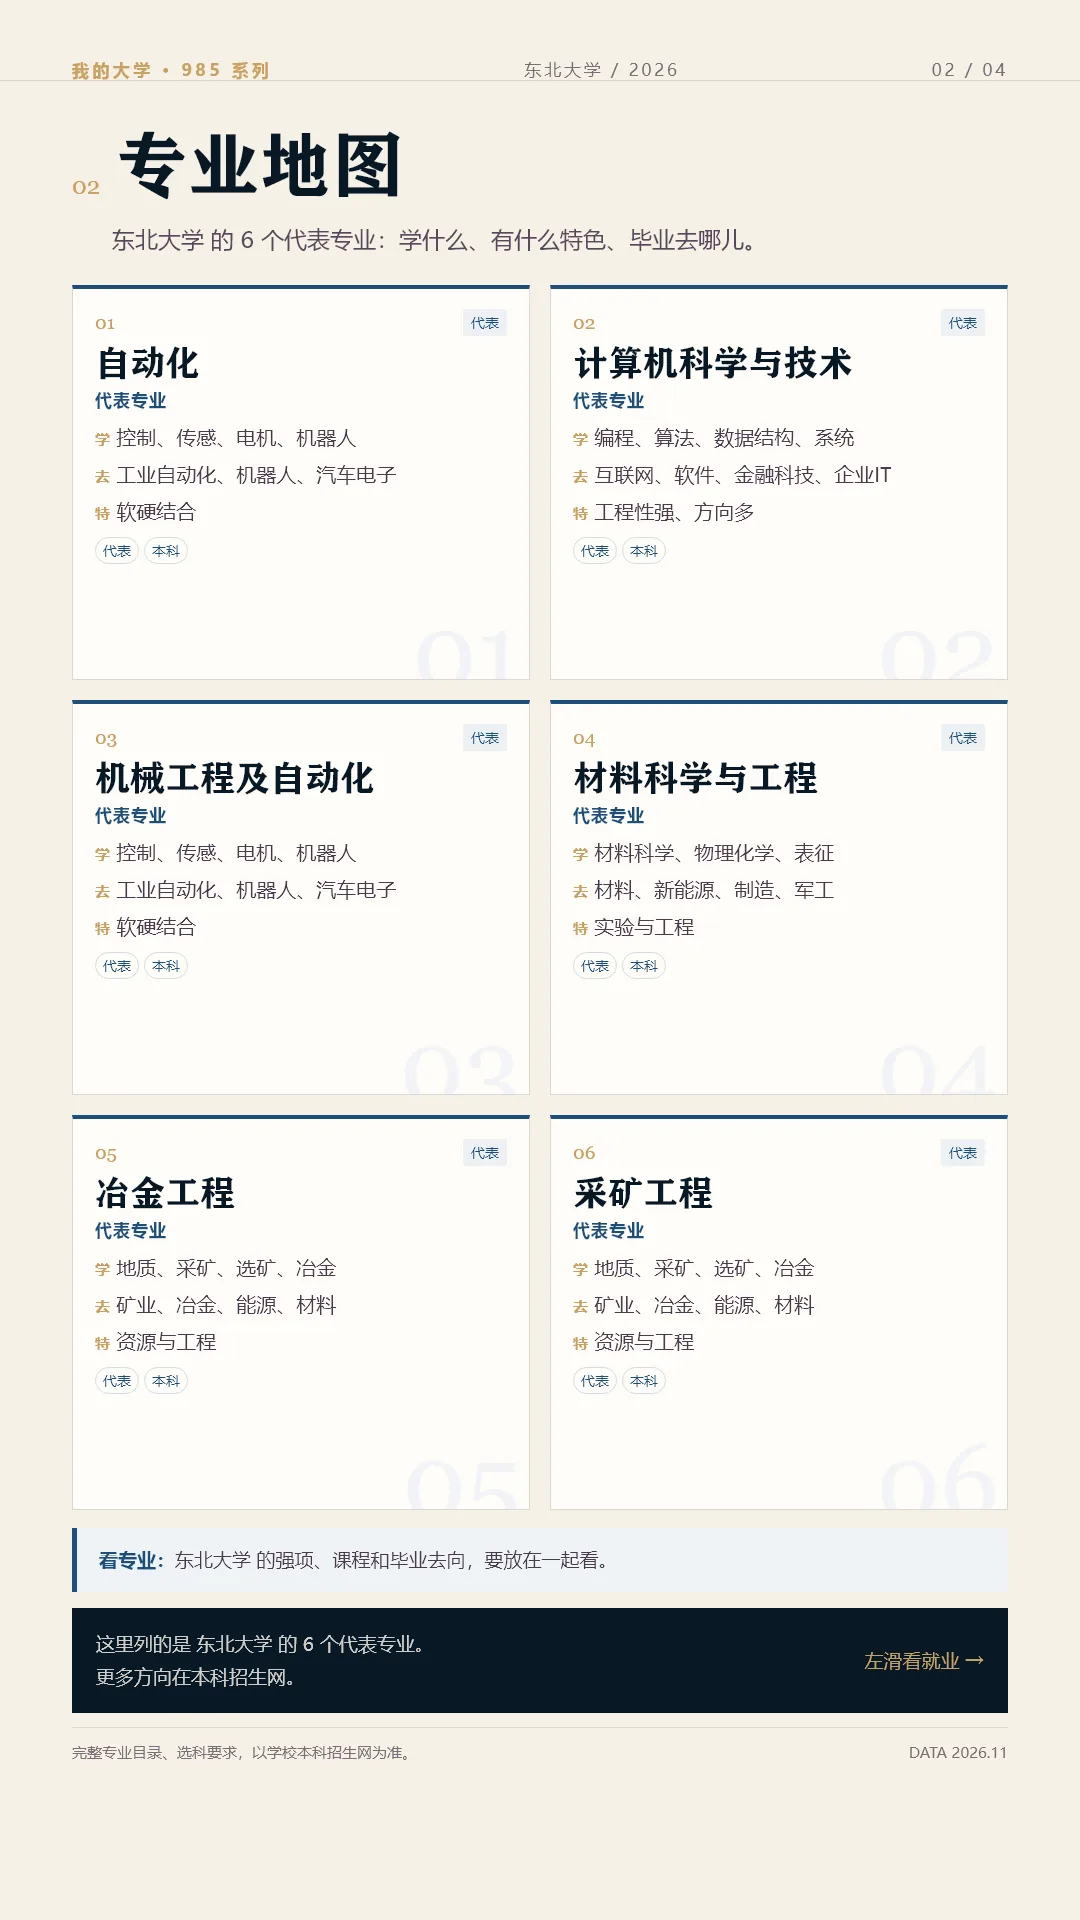 我的大学 • 985 系列
东北大学 / 2026
02 / 04
02 专业地图
东北大学 的 6 个代表专业：学什么、有什么特色、毕业去哪儿。
01
代表
自动化
代表专业
学 控制、传感、电机、机器人
去 工业自动化、机器人、汽车电子
特 软硬结合
代表 本科
01
02
代表
计算机科学与技术
代表专业
学 编程、算法、数据结构、系统
去 互联网、软件、金融科技、企业IT
特 工程性强、方向多
代表 本科
02
03
代表
机械工程及自动化
代表专业
学 控制、传感、电机、机器人
去 工业自动化、机器人、汽车电子
特 软硬结合
代表 本科
03
04
代表
材料科学与工程
代表专业
学 材料科学、物理化学、表征
去 材料、新能源、制造、军工
特 实验与工程
代表 本科
04
05
代表
冶金工程
代表专业
学 地质、采矿、选矿、冶金
去 矿业、冶金、能源、材料
特 资源与工程
代表 本科
05
06
代表
采矿工程
代表专业
学 地质、采矿、选矿、冶金
去 矿业、冶金、能源、材料
特 资源与工程
代表 本科
06
看专业：东北大学 的强项、课程和毕业去向，要放在一起看。
这里列的是 东北大学 的 6 个代表专业。
更多方向在本科招生网。
左滑看就业 →
完整专业目录、选科要求，以学校本科招生网为准。
DATA 2026.11